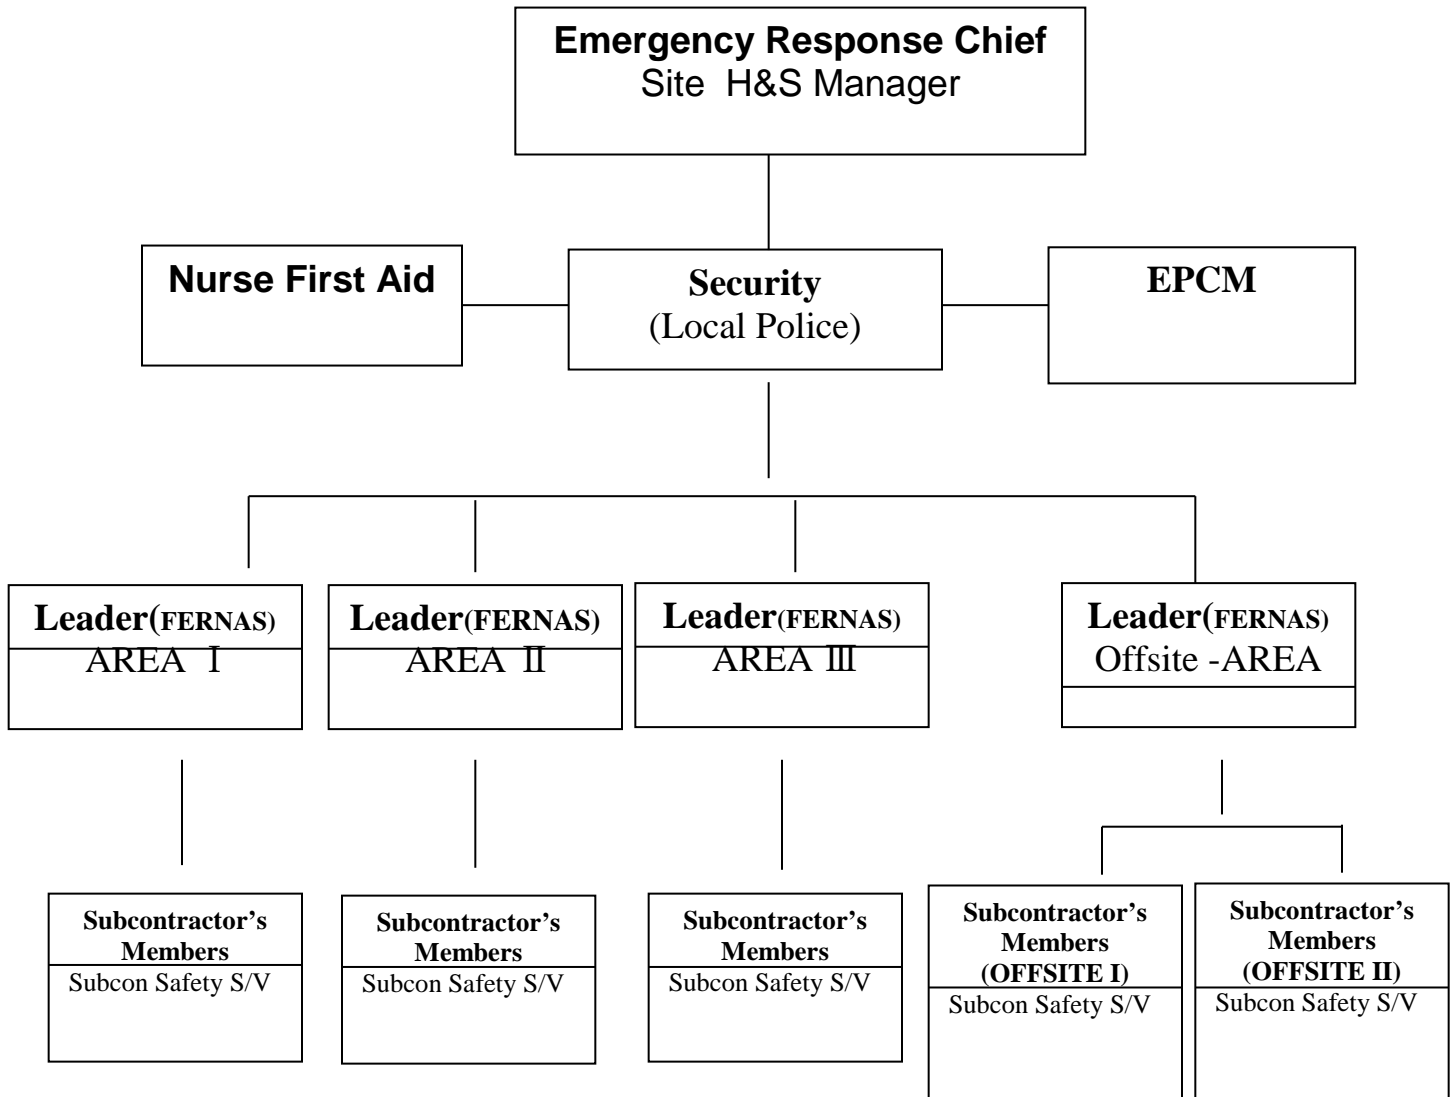 Emergency Response Chief
Site H&S Manager
Nurse First Aid
Security
(Local Police)
EPCM
Leader(FERNAS)
AREA Ⅰ
Leader(FERNAS)
AREA Ⅱ
Leader(FERNAS)
AREA Ⅲ
Leader(FERNAS)
Offsite -AREA
Subcontractor’s
Members
Subcon Safety S/V
Subcontractor’s
Members
Subcon Safety S/V
Subcontractor’s
Members
Subcon Safety S/V
Subcontractor’s
Members
(OFFSITE I)
Subcon Safety S/V
Subcontractor’s
Members
(OFFSITE II)
Subcon Safety S/V